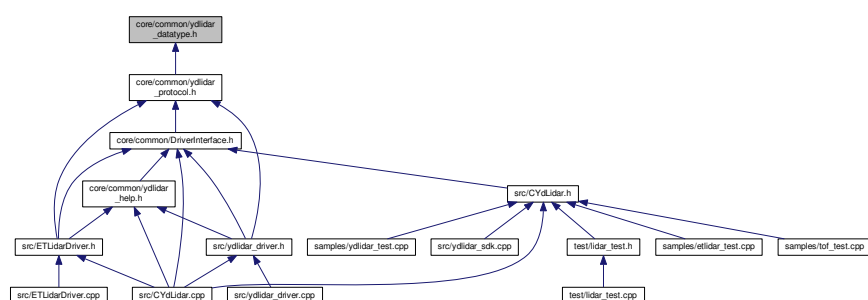 core/common/ydlidar
_datatype.h
core/common/ydlidar
_protocol.h
core/common/DriverInterface.h
core/common/ydlidar
_help.h
src/CYdLidar.h
src/ETLidarDriver.h
src/ydlidar_driver.h
samples/ydlidar_test.cpp
src/ydlidar_sdk.cpp
test/lidar_test.h
samples/etlidar_test.cpp
samples/tof_test.cpp
src/ETLidarDriver.cpp
src/CYdLidar.cpp
src/ydlidar_driver.cpp
test/lidar_test.cpp